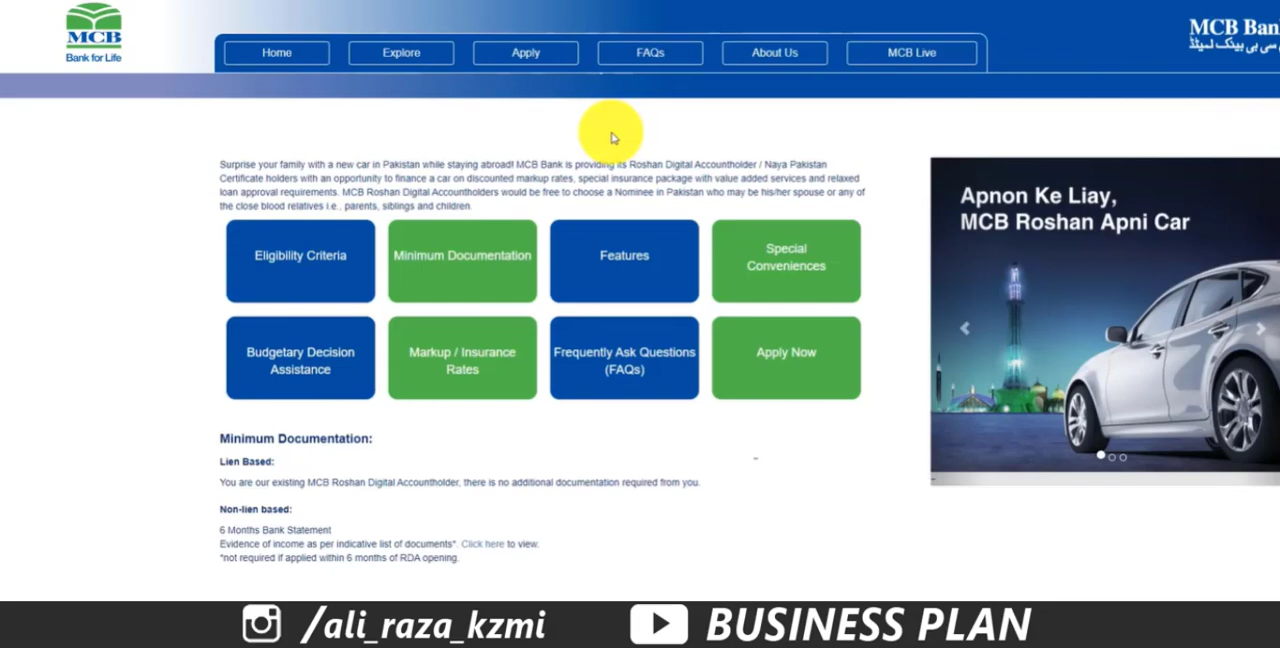 MCB
Bank for Life
Home
Explore
Apply
FAQs
About Us
MCB Live
MCB
بینک لمیٹڈ
Surprise your family with a new car in Pakistan while staying abroad! MCB Bank is providing its Roshan Digital Accountholder / Naya Pakistan
Certificate holders with an opportunity to finance a car on discounted markup rates, special insurance package with value added services and relaxed
loan approval requirements. MCB Roshan Digital Accountholders would be free to choose a Nominee in Pakistan who may be his/her spouse or any of
the close blood relatives i.e., parents, siblings and children.
Eligibility Criteria
Minimum Documentation
Features
Special
Conveniences
Budgetary Decision
Assistance
Markup / Insurance
Rates
Frequently Ask Questions
(FAQs)
Apply Now
Apnon Ke Liay,
MCB Roshan Apni Car
Minimum Documentation:
Lien Based:
You are our existing MCB Roshan Digital Accountholder, there is no additional documentation required from you.
Non-lien based:
6 Months Bank Statement
Evidence of income as per indicative list of documents*. Click here to view.
*not required if applied within 6 months of RDA opening.
/ali_raza_kzmi
BUSINESS PLAN